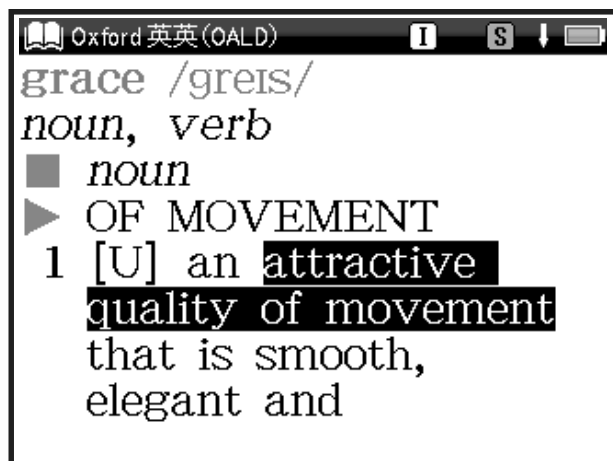 Oxford 英英(OALD) I S
grace /greɪs/
noun, verb
noun
OF MOVEMENT
1 [U] an attractive
quality of movement
that is smooth,
elegant and